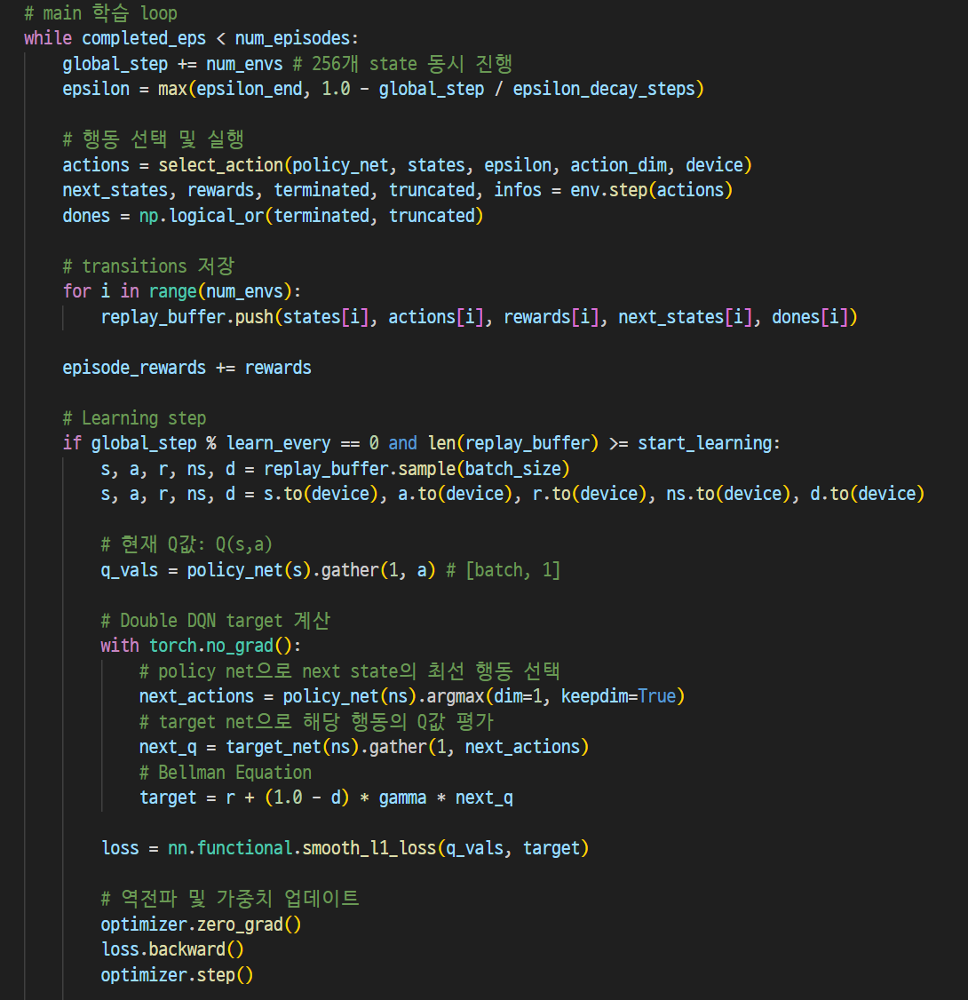 # main 학습 loop
while completed_eps < num_episodes:
    global_step += num_envs # 256개 state 동시 진행
    epsilon = max(epsilon_end, 1.0 - global_step / epsilon_decay_steps)

    # 행동 선택 및 실행
    actions = select_action(policy_net, states, epsilon, action_dim, device)
    next_states, rewards, terminated, truncated, infos = env.step(actions)
    dones = np.logical_or(terminated, truncated)

    # transitions 저장
    for i in range(num_envs):
        replay_buffer.push(states[i], actions[i], rewards[i], next_states[i], dones[i])

    episode_rewards += rewards

    # Learning step
    if global_step % learn_every == 0 and len(replay_buffer) >= start_learning:
        s, a, r, ns, d = replay_buffer.sample(batch_size)
        s, a, r, ns, d = s.to(device), a.to(device), r.to(device), ns.to(device), d.to(device)

        # 현재 Q값: Q(s,a)
        q_vals = policy_net(s).gather(1, a) # [batch, 1]

        # Double DQN target 계산
        with torch.no_grad():
            # policy net으로 next state의 최선 행동 선택
            next_actions = policy_net(ns).argmax(dim=1, keepdim=True)
            # target net으로 해당 행동의 Q값 평가
            next_q = target_net(ns).gather(1, next_actions)
            # Bellman Equation
            target = r + (1.0 - d) * gamma * next_q

        loss = nn.functional.smooth_l1_loss(q_vals, target)

        # 역전파 및 가중치 업데이트
        optimizer.zero_grad()
        loss.backward()
        optimizer.step()